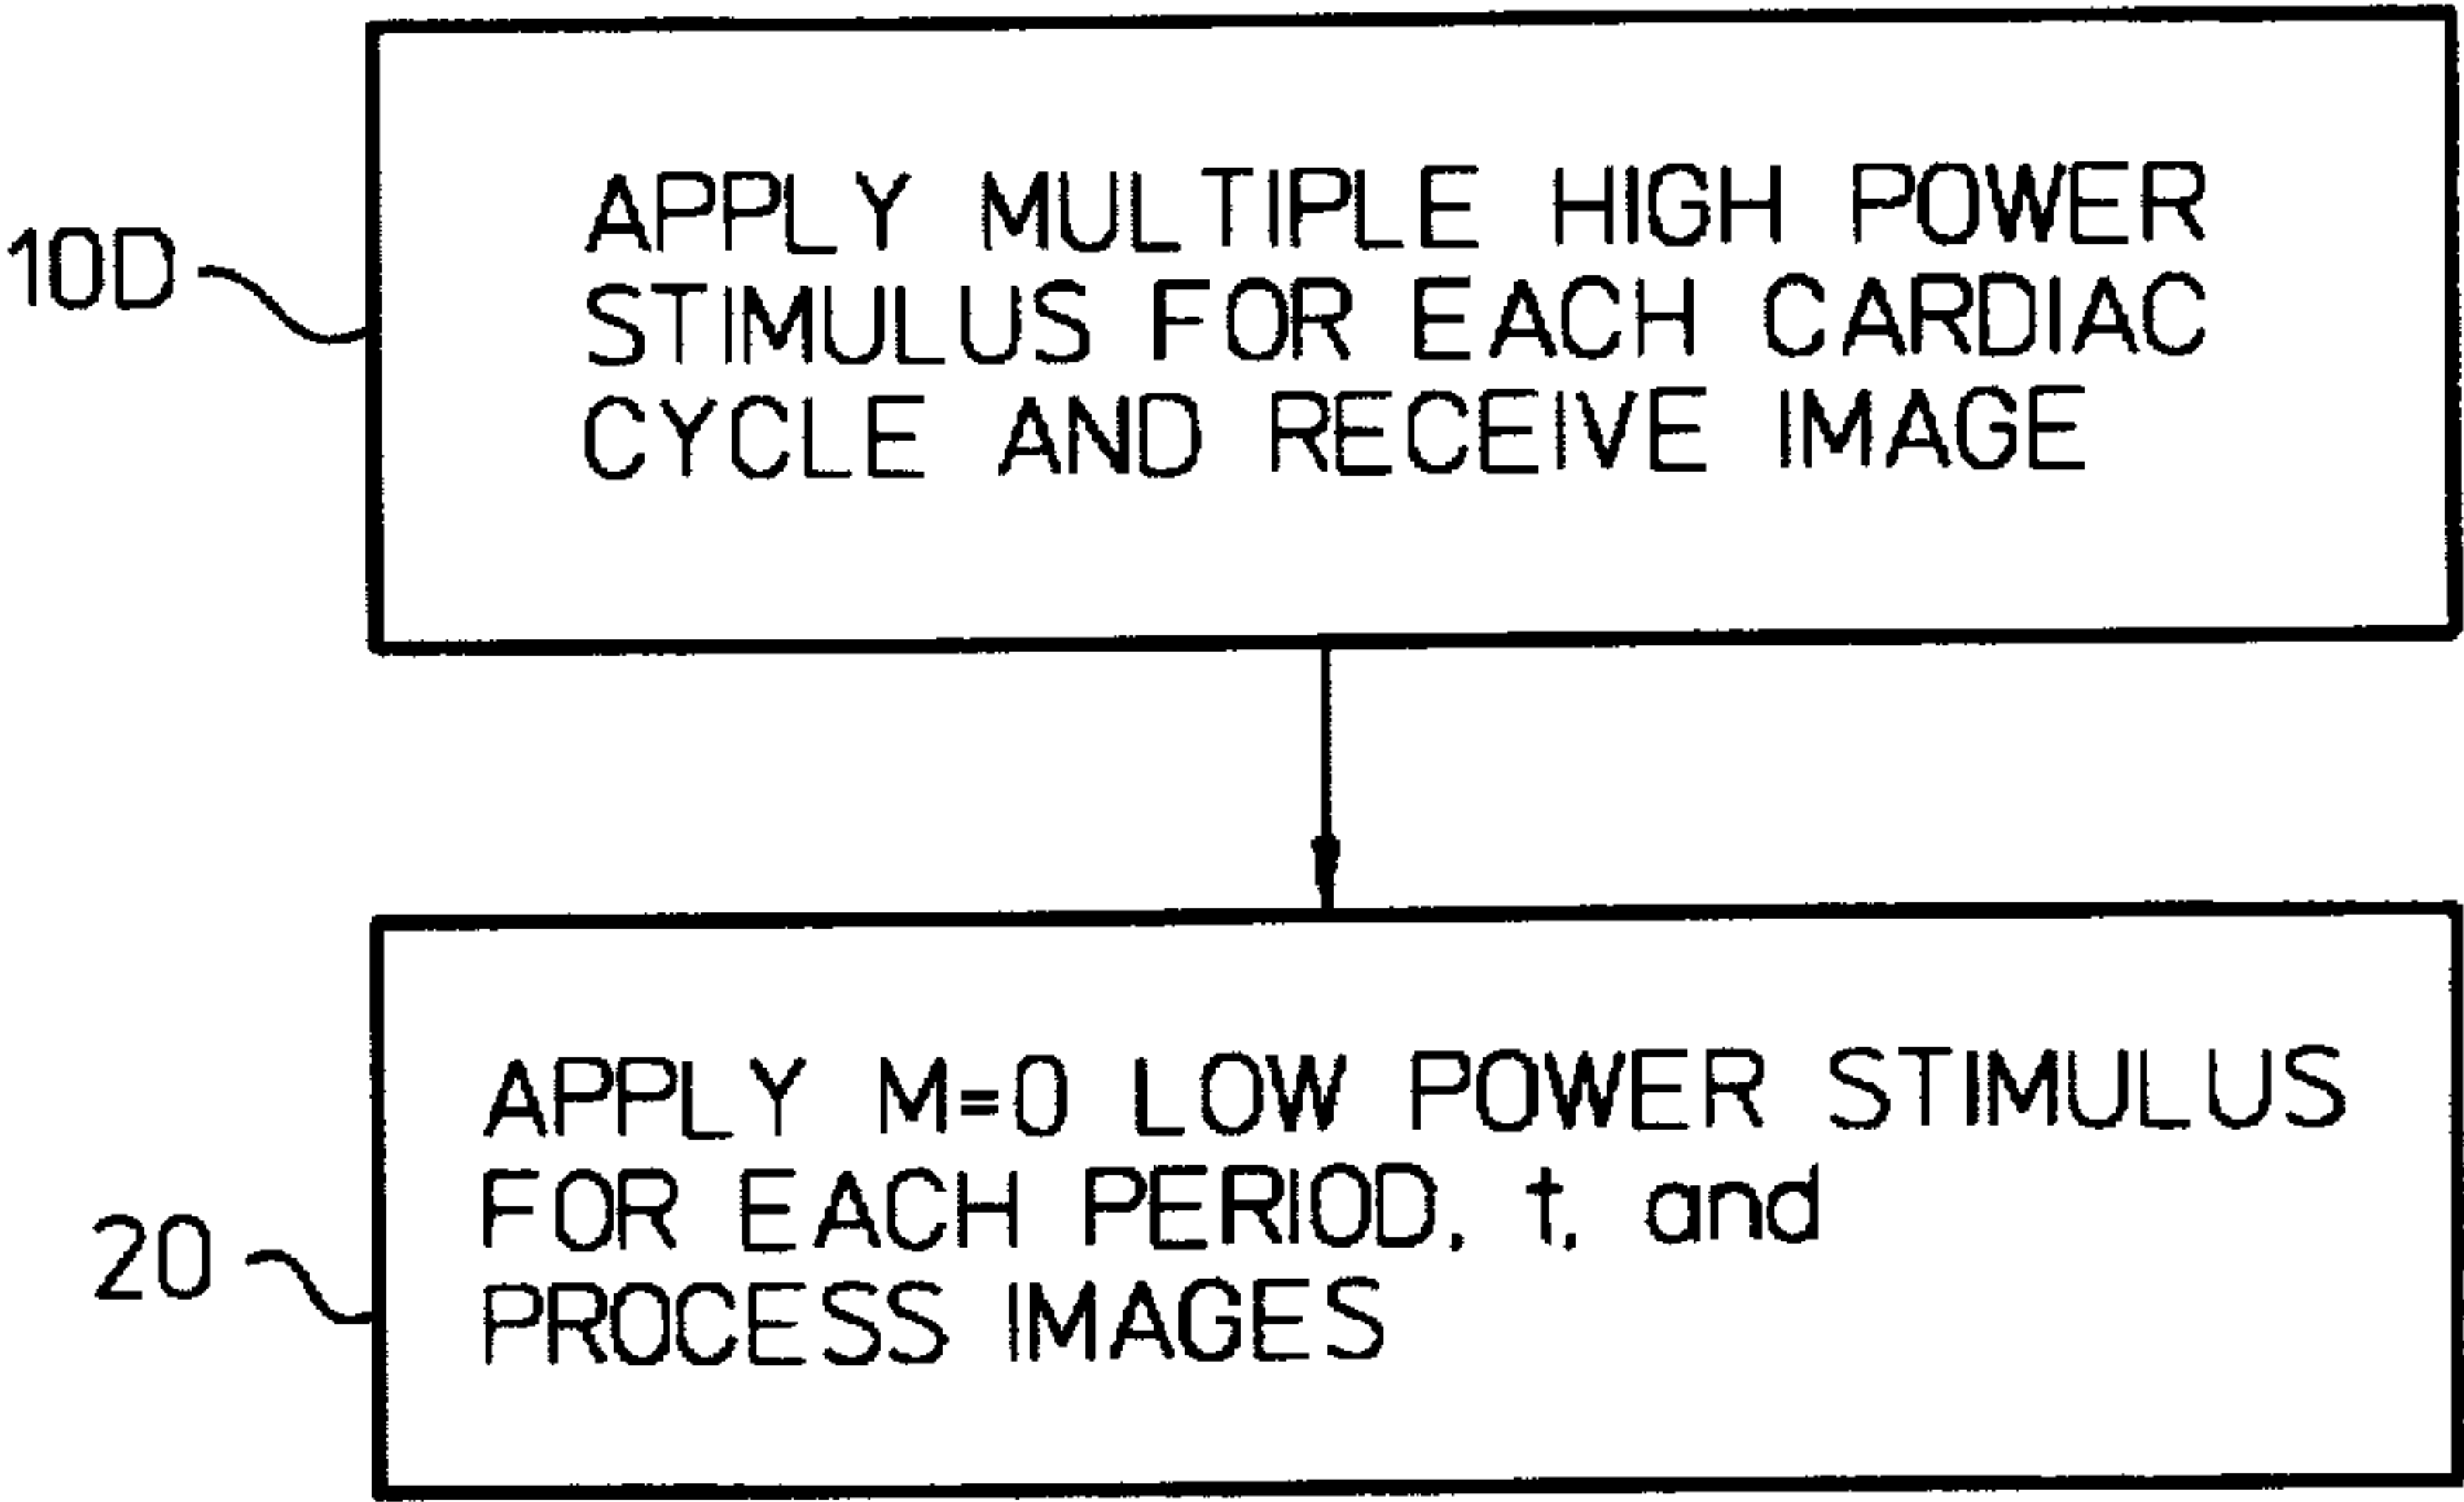 APPLY MULTIPLE HIGH POWER
STIMULUS FOR EACH CARDIAC
CYCLE AND RECEIVE IMAGE
10D
APPLY M=0 LOW POWER STIMULUS
FOR EACH PERIOD, t, and
PROCESS IMAGES
20